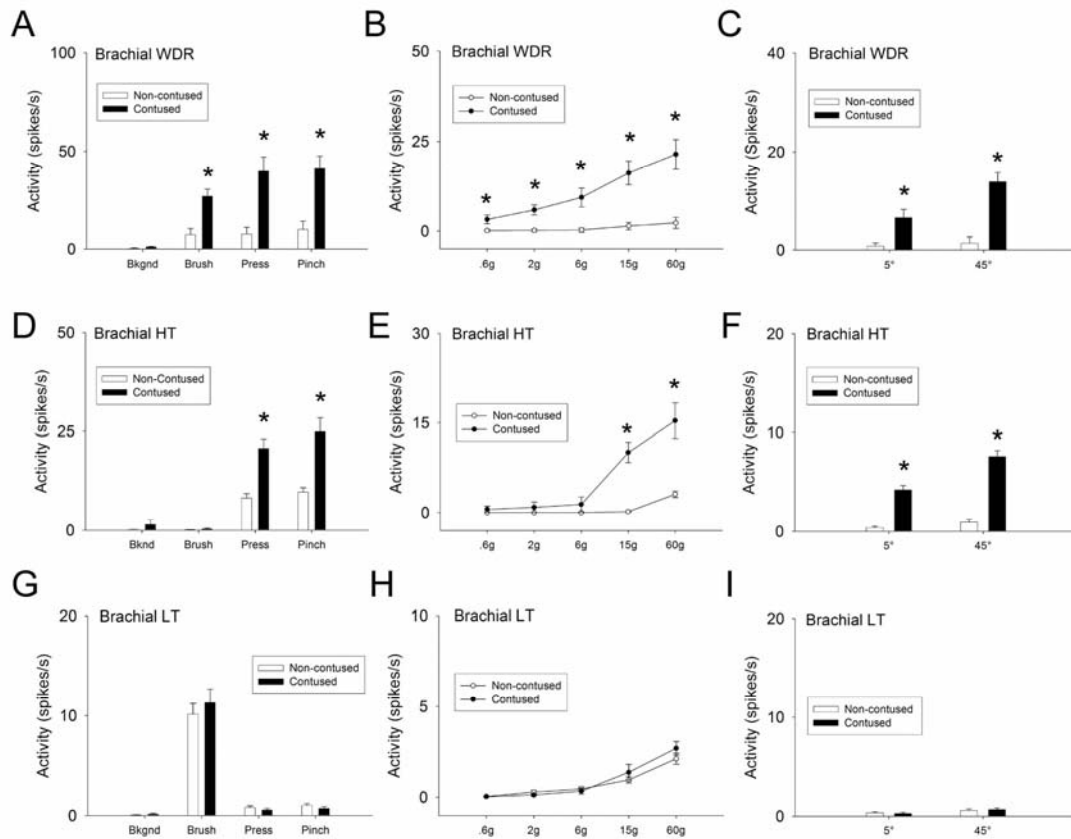 A
Brachial WDR
100
50
0
Activity (spikes/s)
Non-contused
Contused
*
*
*
Bkgnd Brush Press Pinch
B
Brachial WDR
50
25
0
Activity (spikes/s)
Non-contused
Contused
*
*
*
*
*
.6g 2g 6g 15g 60g
C
Brachial WDR
40
20
0
Activity (Spikes/s)
Non-contused
Contused
*
*
5° 45°
D
Brachial HT
50
25
0
Activity (spikes/s)
Non-Contused
Contused
*
*
Bknd Brush Press Pinch
E
Brachial HT
30
15
0
Activity (spikes/s)
Non-contused
Contused
*
*
.6g 2g 6g 15g 60g
F
Brachial HT
20
10
0
Activity (spikes/s)
Non-contused
Contused
*
*
5° 45°
G
Brachial LT
20
10
0
Activity (spikes/s)
Non-contused
Contused
Bkgnd Brush Press Pinch
H
Brachial LT
10
5
0
Activity (spikes/s)
Non-contused
Contused
.6g 2g 6g 15g 60g
I
Brachial LT
20
10
0
Activity (spikes/s)
Non-contused
Contused
5° 45°